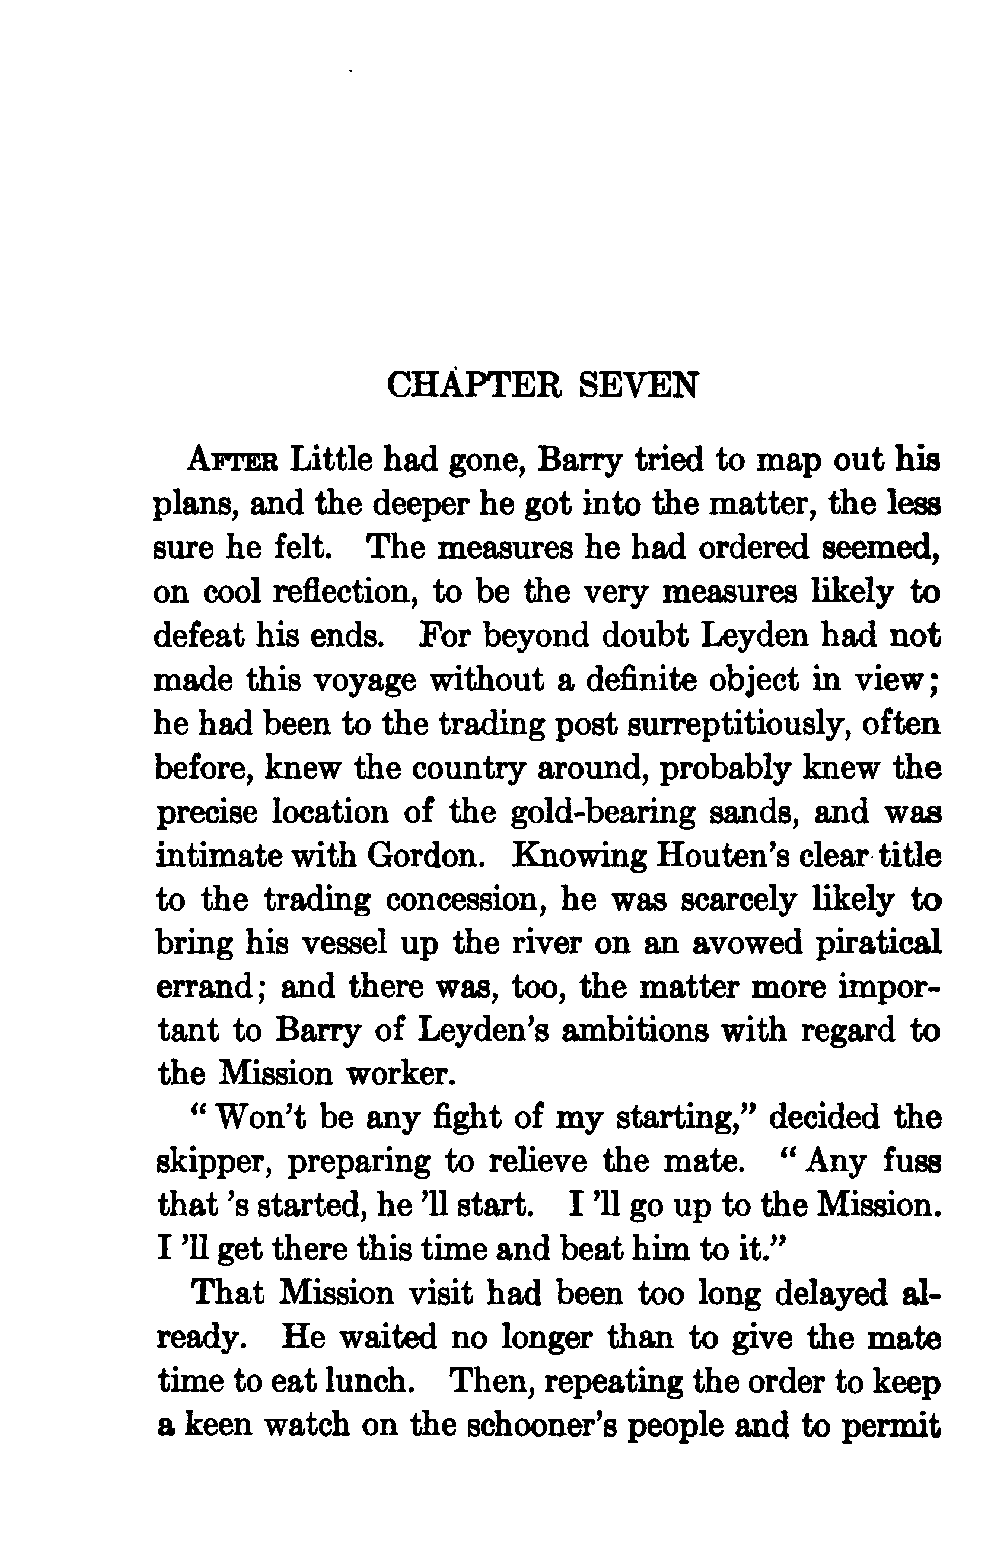 CHAPTER SEVEN
AFTER Little had gone, Barry tried to map out his
plans, and the deeper he got into the matter, the less
sure he felt. The measures he had ordered seemed,
on cool reflection, to be the very measures likely to
defeat his ends. For beyond doubt Leyden had not
made this voyage without a definite object in view;
he had been to the trading post surreptitiously, often
before, knew the country around, probably knew the
precise location of the gold-bearing sands, and was
intimate with Gordon. Knowing Houten's clear title
to the trading concession, he was scarcely likely to
bring his vessel up the river on an avowed piratical
errand; and there was, too, the matter more impor-
tant to Barry of Leyden's ambitions with regard to
the Mission worker.
"Won't be any fight of my starting," decided the
skipper, preparing to relieve the mate. "Any fuss
that 's started, he 'll start. I 'll go up to the Mission.
I 'll get there this time and beat him to it."
That Mission visit had been too long delayed al-
ready. He waited no longer than to give the mate
time to eat lunch. Then, repeating the order to keep
a keen watch on the schooner's people and to permit